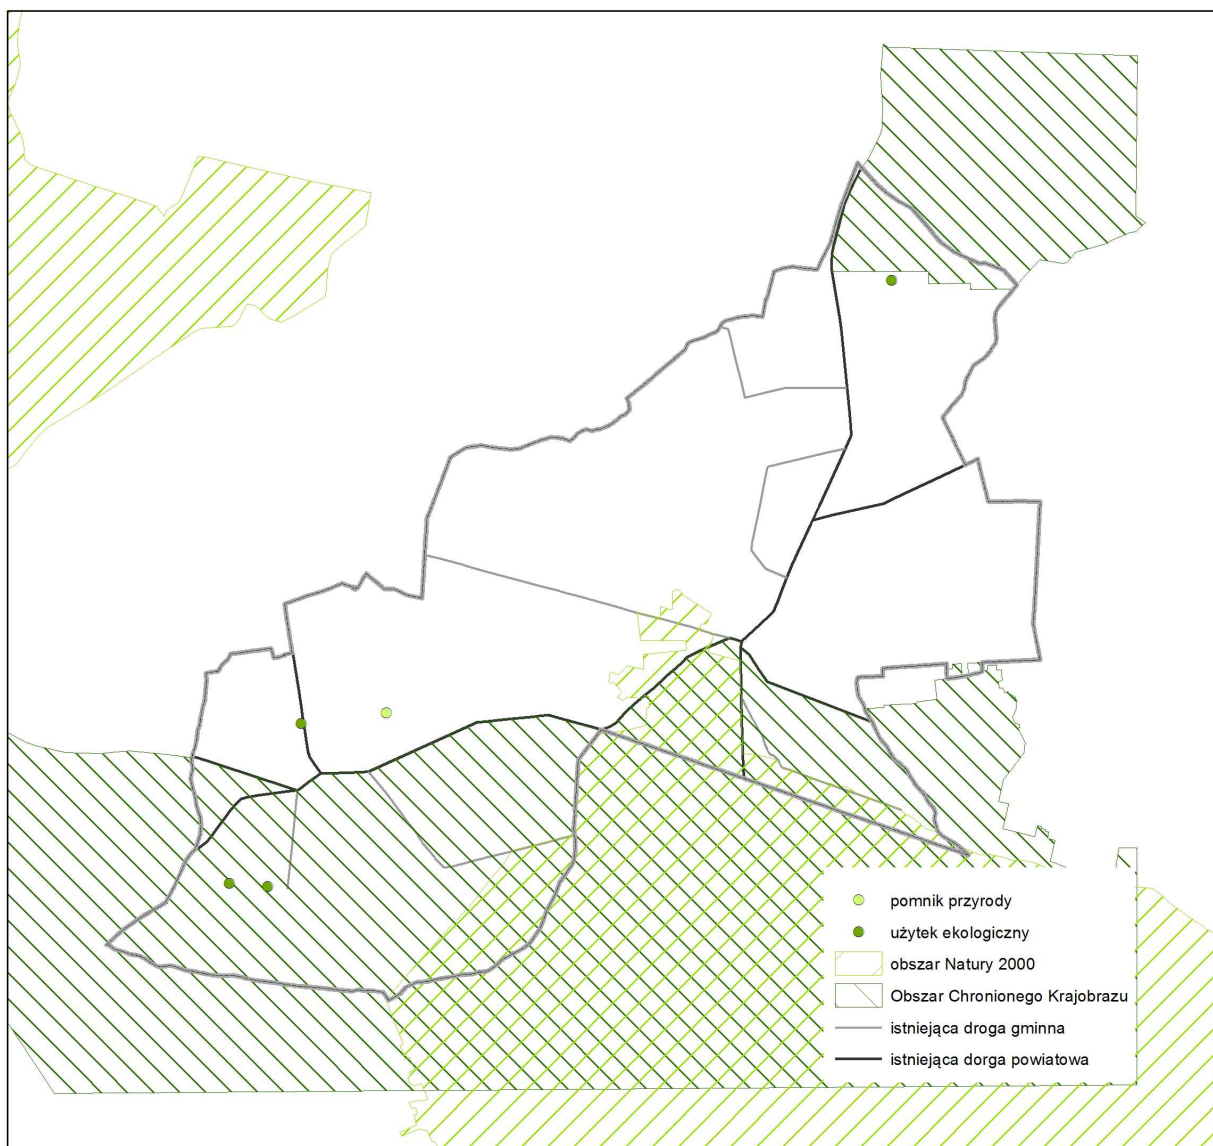 pomnik przyrody
użytek ekologiczny
obszar Natury 2000
Obszar Chronionego Krajobrazu
istniejąca droga gminna
istniejąca dorga powiatowa